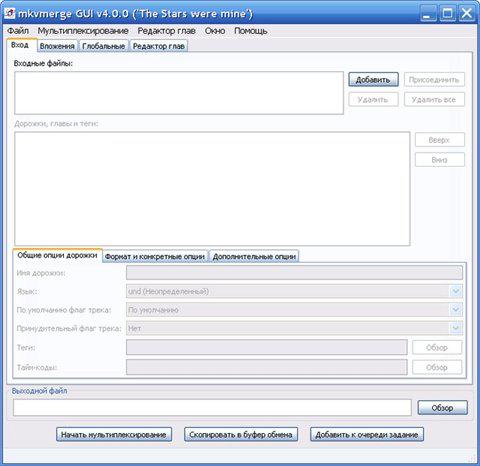 mkvmerge GUI v4.0.0 ('The Stars were mine')
Файл Мультиплексирование Редактор глав Окно Помощь
Вход Вложения Глобальные Редактор глав
Входные файлы:
Добавить Присоединить
Удалить Удалить все
Дорожки, главы и теги:
Вверх
Вниз
Общие опции дорожки Формат и конкретные опции Дополнительные опции
Имя дорожки:
Язык: und (Неопределенный)
По умолчанию флаг трека: По умолчанию
Принудительный флаг трека: Нет
Теги: Обзор
Тайм-коды: Обзор
Выходной файл
Обзор
Начать мультиплексирование Скопировать в буфер обмена Добавить к очереди задание